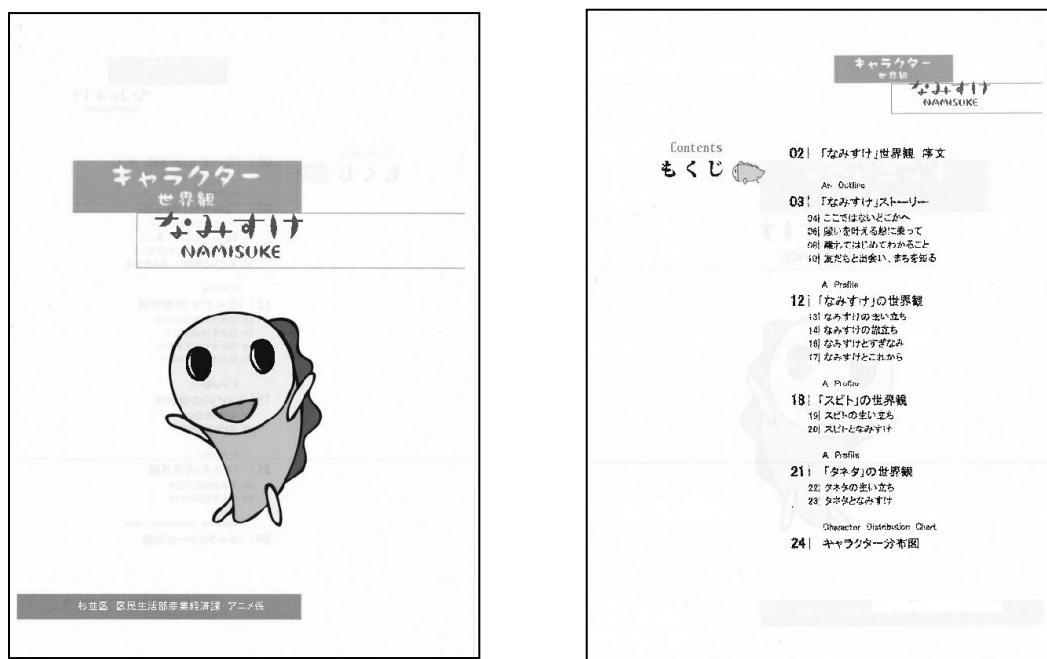 キャラクター
世界観
なみすけ
NAMISUKE
杉並区 区民生活部産業経済課 アニメ係
キャラクター
世界観
なみすけ
NAMISUKE
Contents
もくじ
02| 「なみすけ」世界観 序文
An Outline
03| 「なみすけ」ストーリー
04| ここではないどこかへ
06| 願いを叶える船に乗って
08| 離れてはじめてわかること
10| 友だちと出会い、まちを知る
A Profile
12| 「なみすけ」の世界観
13| なみすけの生い立ち
14| なみすけの旅立ち
16| なみすけとすぎなみ
17| なみすけとこれから
A Profile
18| 「スピト」の世界観
19| スピトの生い立ち
20| スピトとなみすけ
A Profile
21| 「タネタ」の世界観
22| タネタの生い立ち
23| タネタとなみすけ
Character Distribution Chart
24| キャラクター分布図